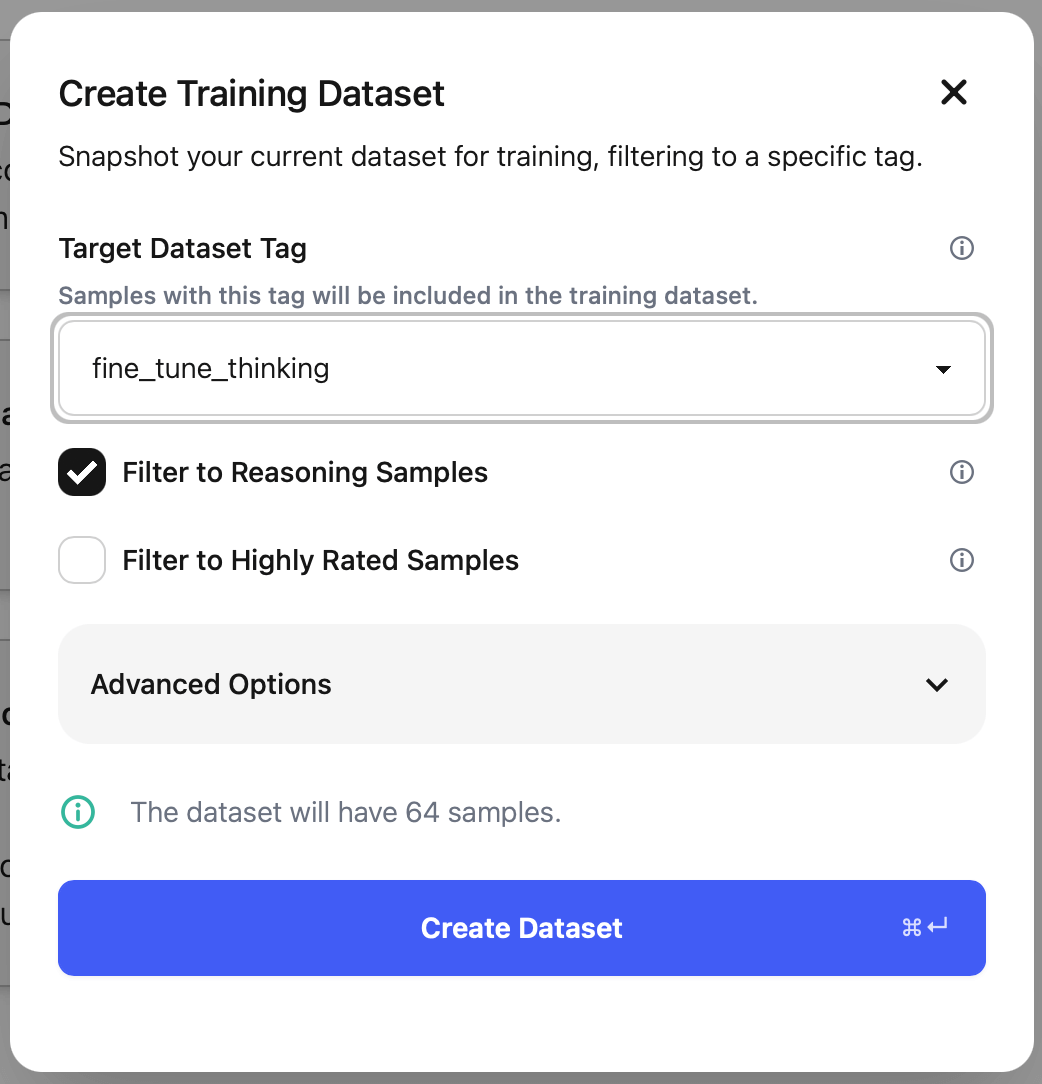 Create Training Dataset
Snapshot your current dataset for training, filtering to a specific tag.
Target Dataset Tag
Samples with this tag will be included in the training dataset.
fine_tune_thinking
Filter to Reasoning Samples
Filter to Highly Rated Samples
Advanced Options
The dataset will have 64 samples.
Create Dataset ⌘↵